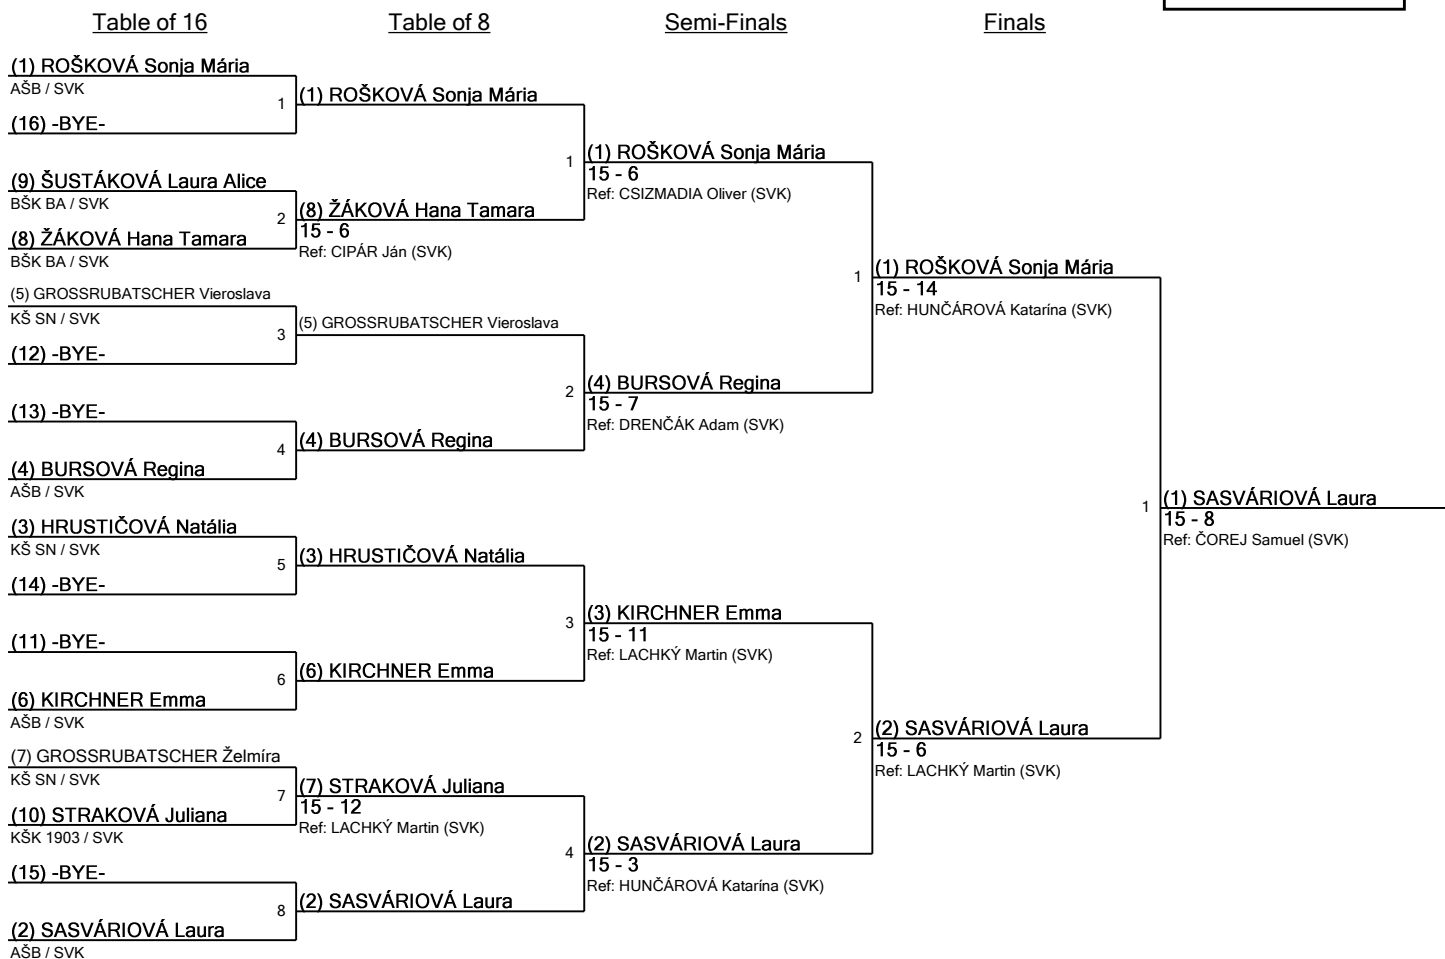 Table of 16
Table of 8
Semi-Finals
Finals
(1) ROŠKOVÁ Sonja Mária
AŠB / SVK
1
(16) -BYE-
(9) ŠUSTÁKOVÁ Laura Alice
BŠK BA / SVK
2
(8) ŽÁKOVÁ Hana Tamara
BŠK BA / SVK
(5) GROSSRUBATSCHER Vieroslava
KŠ SN / SVK
3
(12) -BYE-
(13) -BYE-
4
(4) BURSOVÁ Regina
AŠB / SVK
(3) HRUSTIČOVÁ Natália
KŠ SN / SVK
5
(14) -BYE-
(11) -BYE-
6
(6) KIRCHNER Emma
AŠB / SVK
(7) GROSSRUBATSCHER Želmíra
KŠ SN / SVK
7
(10) STRAKOVÁ Juliana
KŠK 1903 / SVK
(15) -BYE-
8
(2) SASVÁRIOVÁ Laura
AŠB / SVK
(1) ROŠKOVÁ Sonja Mária
1
(8) ŽÁKOVÁ Hana Tamara
15 - 6
Ref: CIPÁR Ján (SVK)
(5) GROSSRUBATSCHER Vieroslava
2
(4) BURSOVÁ Regina
(3) HRUSTIČOVÁ Natália
3
(6) KIRCHNER Emma
(7) STRAKOVÁ Juliana
15 - 12
Ref: LACHKÝ Martin (SVK)
4
(2) SASVÁRIOVÁ Laura
(1) ROŠKOVÁ Sonja Mária
15 - 6
Ref: CSIZMADIA Oliver (SVK)
1
(4) BURSOVÁ Regina
15 - 7
Ref: DRENČÁK Adam (SVK)
(3) KIRCHNER Emma
15 - 11
Ref: LACHKÝ Martin (SVK)
2
(2) SASVÁRIOVÁ Laura
15 - 3
Ref: HUNČÁROVÁ Katarína (SVK)
(1) ROŠKOVÁ Sonja Mária
15 - 14
Ref: HUNČÁROVÁ Katarína (SVK)
1
(2) SASVÁRIOVÁ Laura
15 - 6
Ref: LACHKÝ Martin (SVK)
(1) SASVÁRIOVÁ Laura
15 - 8
Ref: ČOREJ Samuel (SVK)